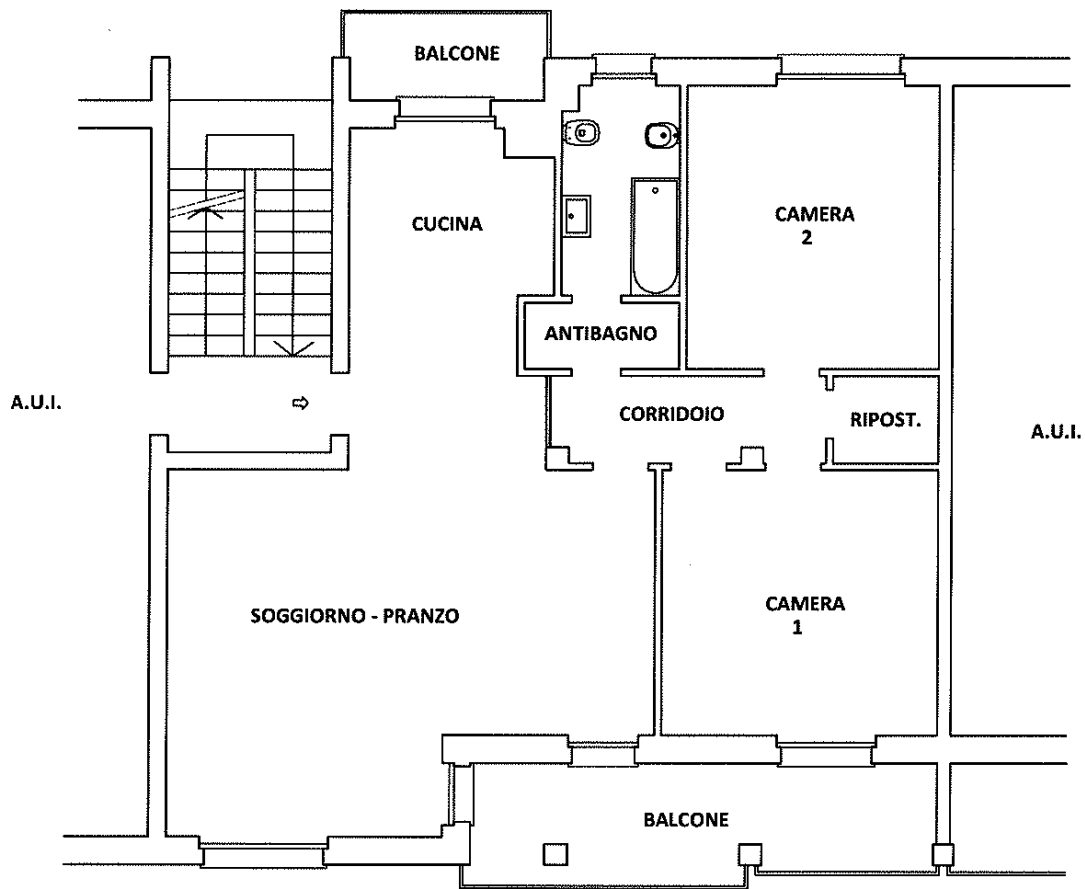 BALCONE
CUCINA
CAMERA
2
ANTIBAGNO
A.U.I.
CORRIDOIO
RIPOST.
A.U.I.
SOGGIORNO - PRANZO
CAMERA
1
BALCONE